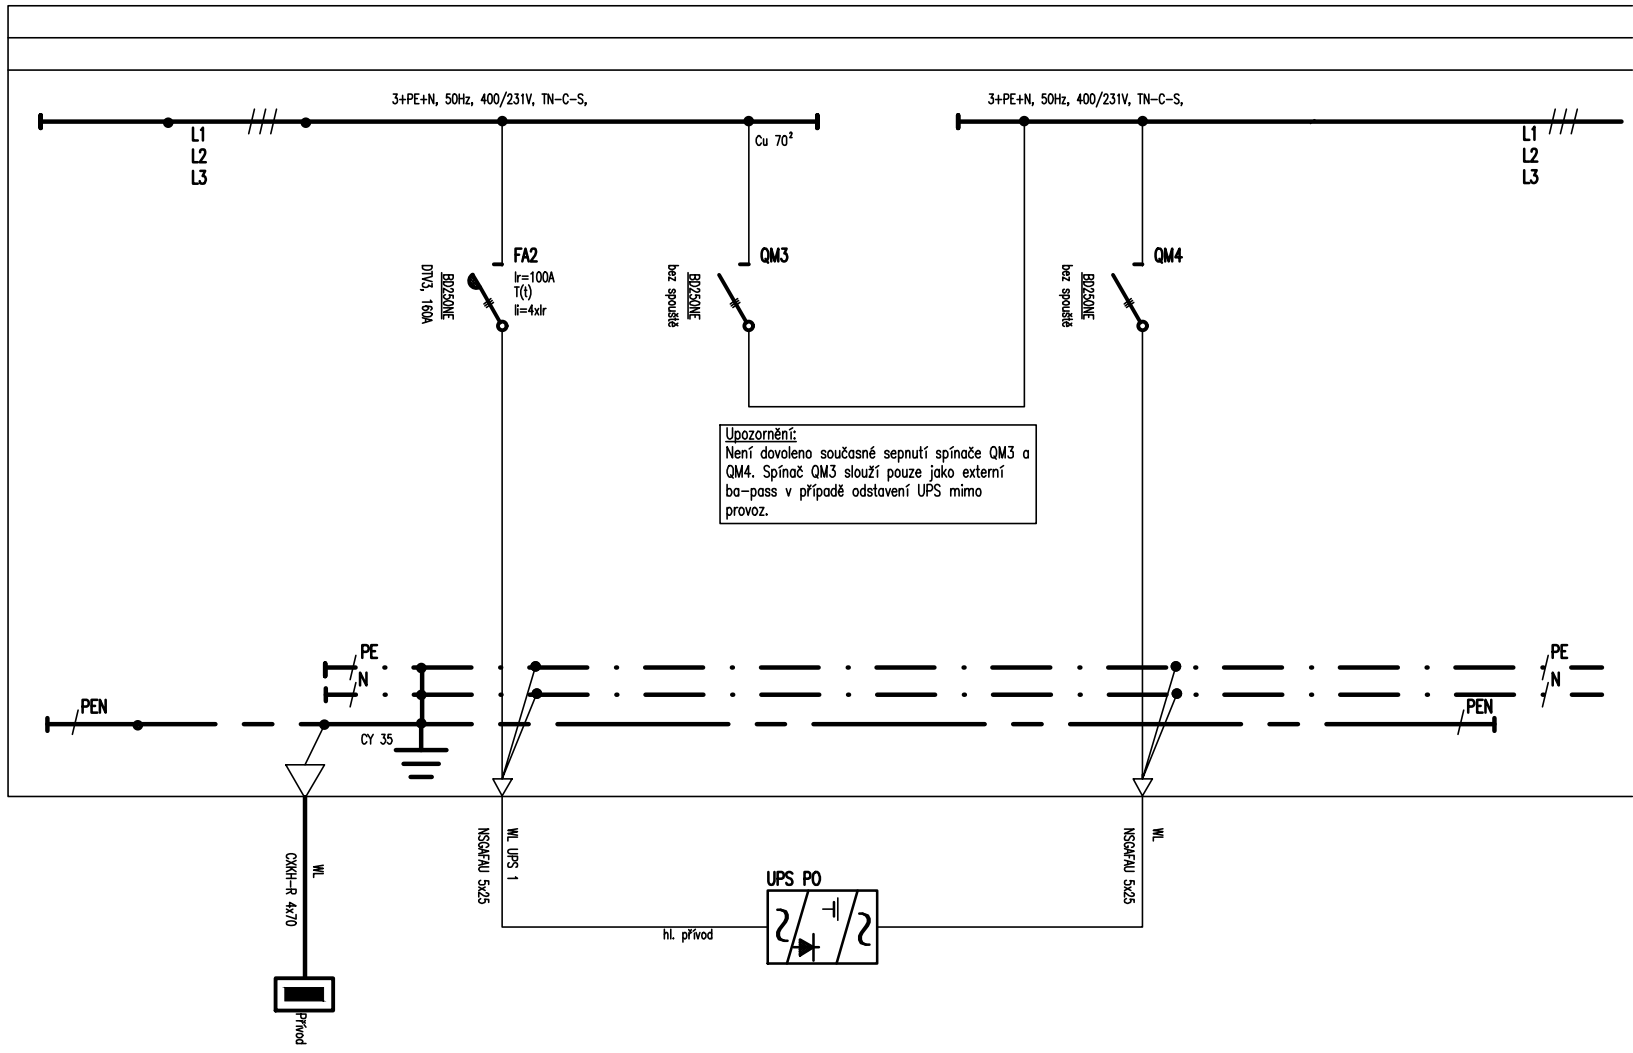 3+PE+N, 50Hz, 400/231V, TN-C-S,
3+PE+N, 50Hz, 400/231V, TN-C-S,
L1
L2
L3
Cu 70²
L1
L2
L3
FA2
Ir=100A
T(t)
Ii=4xIr
BD250NE
DTV3, 160A
QM3
BD250NE
bez spouště
QM4
BD250NE
bez spouště
Upozornění:
Není dovoleno současné sepnutí spínače QM3 a
QM4. Spínač QM3 slouží pouze jako externí
ba-pass v případě odstavení UPS mimo
provoz.
PE
N
PEN
PE
N
PEN
CY 35
WL
CXKH-R 4x70
Přívod
WL UPS 1
NSGAFAU 5x25
hl. přívod
UPS PO
WL
NSGAFAU 5x25